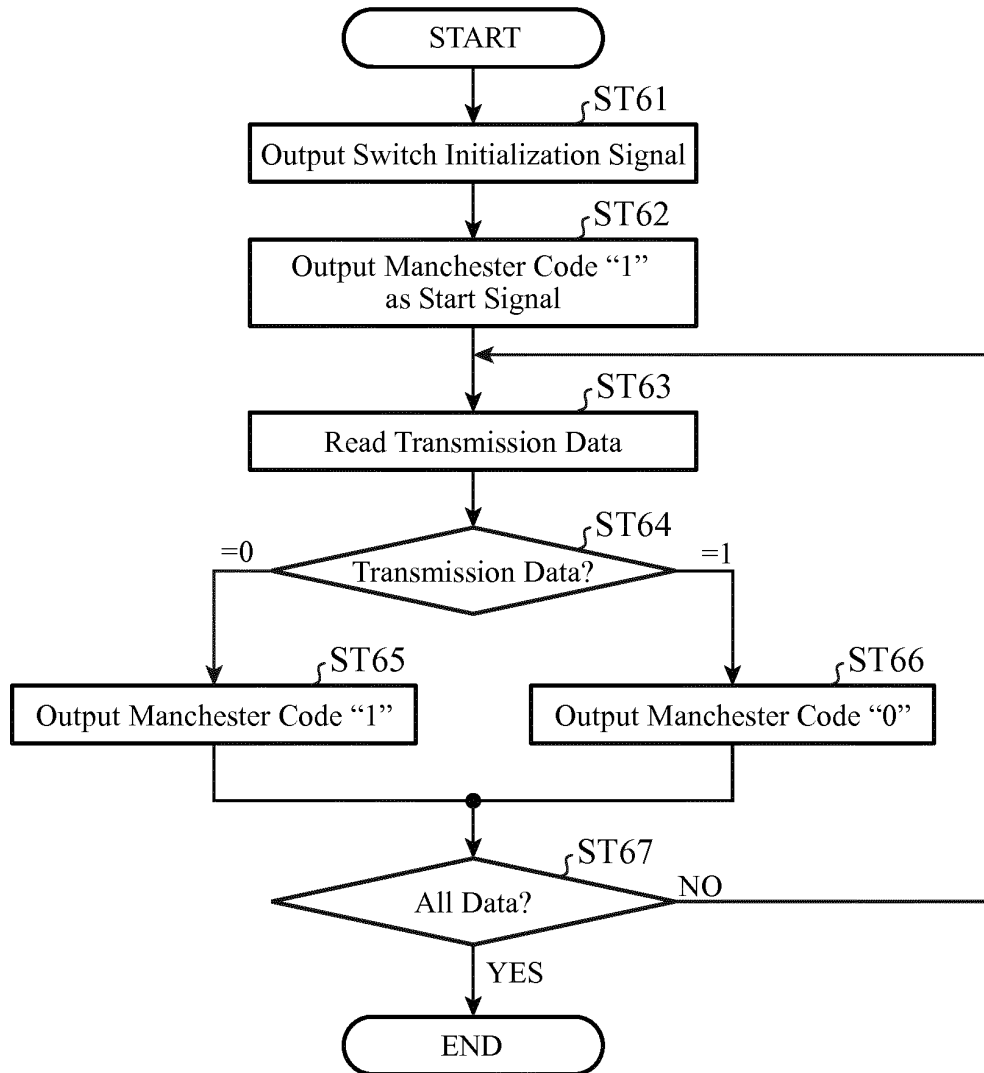 START
ST61
Output Switch Initialization Signal
ST62
Output Manchester Code “1”
as Start Signal
ST63
Read Transmission Data
ST64
=0
Transmission Data?
=1
ST65
Output Manchester Code “1”
ST66
Output Manchester Code “0”
ST67
All Data?
NO
YES
END